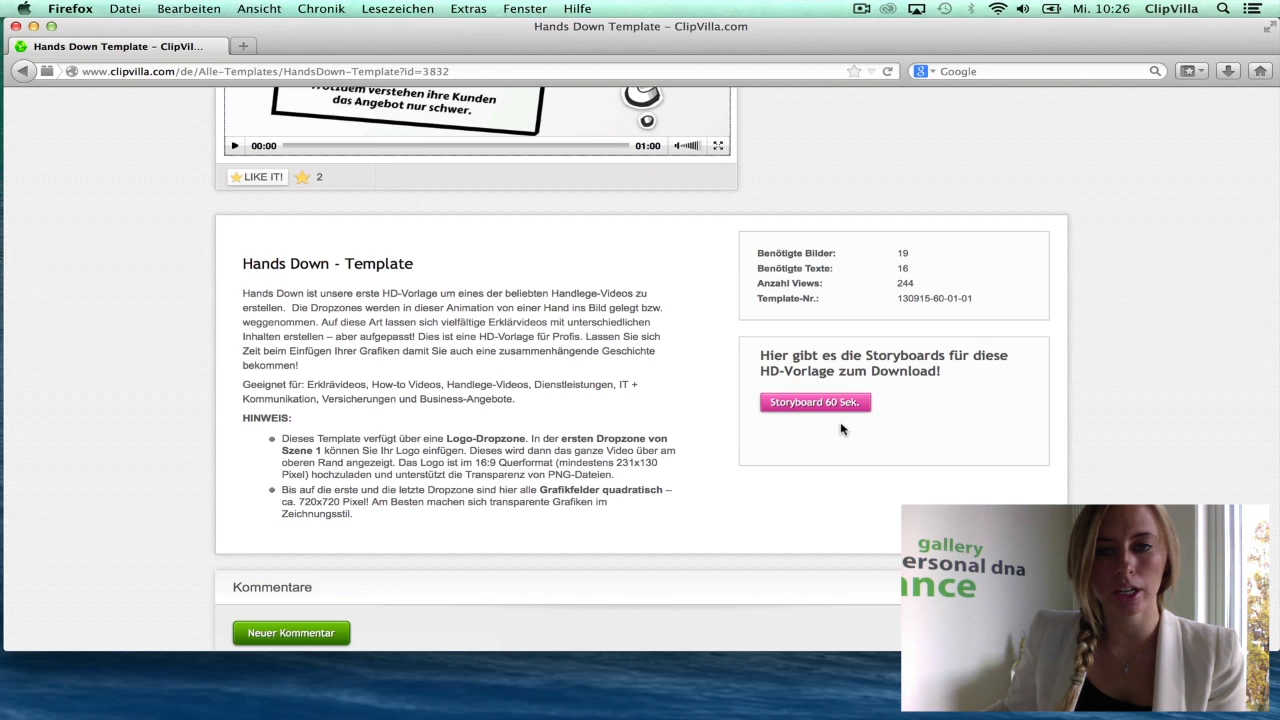 Firefox Datei Bearbeiten Ansicht Chronik Lesezeichen Extras Fenster Hilfe Mi. 10:26 ClipVilla
Hands Down Template – ClipVilla.com
Hands Down Template – ClipVil...
www.clipvilla.com/de/Alle-Templates/HandsDown-Template?id=3832
Google
Trotzdem verstehen ihre Kunden
das Angebot nur schwer.
00:00 01:00
LIKE IT! 2
Hands Down - Template
Hands Down ist unsere erste HD-Vorlage um eines der beliebten Handlege-Videos zu
erstellen. Die Dropzones werden in dieser Animation von einer Hand ins Bild gelegt bzw.
weggenommen. Auf diese Art lassen sich vielfältige Erklärvideos mit unterschiedlichen
Inhalten erstellen – aber aufgepasst! Dies ist eine HD-Vorlage für Profis. Lassen Sie sich
Zeit beim Einfügen Ihrer Grafiken damit Sie auch eine zusammenhängende Geschichte
bekommen!
Geeignet für: Erklrävideos, How-to Videos, Handlege-Videos, Dienstleistungen, IT +
Kommunikation, Versicherungen und Business-Angebote.
HINWEIS:
Dieses Template verfügt über eine Logo-Dropzone. In der ersten Dropzone von
Szene 1 können Sie Ihr Logo einfügen. Dieses wird dann das ganze Video über am
oberen Rand angezeigt. Das Logo ist im 16:9 Querformat (mindestens 231x130
Pixel) hochzuladen und unterstützt die Transparenz von PNG-Dateien.
Bis auf die erste und die letzte Dropzone sind hier alle Grafikfelder quadratisch –
ca. 720x720 Pixel! Am Besten machen sich transparente Grafiken im
Zeichnungsstil.
Benötigte Bilder: 19
Benötigte Texte: 16
Anzahl Views: 244
Template-Nr.: 130915-60-01-01
Hier gibt es die Storyboards für diese
HD-Vorlage zum Download!
Storyboard 60 Sek.
Kommentare
Neuer Kommentar
gallery
ersonal dna